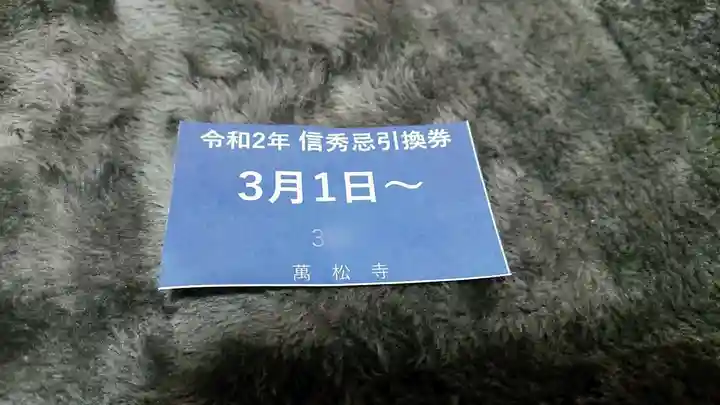 令和2年 信秀忌引換券
3月1日～
3
萬松寺